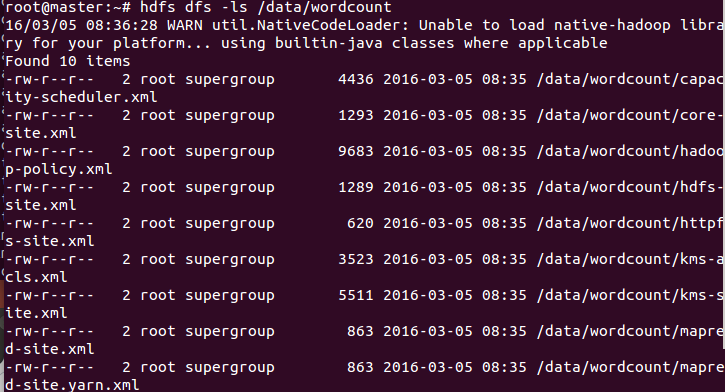 root@master:~# hdfs dfs -ls /data/wordcount
16/03/05 08:36:28 WARN util.NativeCodeLoader: Unable to load native-hadoop libra
ry for your platform... using builtin-java classes where applicable
Found 10 items
-rw-r--r--   2 root supergroup       4436 2016-03-05 08:35 /data/wordcount/capac
ity-scheduler.xml
-rw-r--r--   2 root supergroup       1293 2016-03-05 08:35 /data/wordcount/core-
site.xml
-rw-r--r--   2 root supergroup       9683 2016-03-05 08:35 /data/wordcount/hadoo
p-policy.xml
-rw-r--r--   2 root supergroup       1289 2016-03-05 08:35 /data/wordcount/hdfs-
site.xml
-rw-r--r--   2 root supergroup        620 2016-03-05 08:35 /data/wordcount/httpf
s-site.xml
-rw-r--r--   2 root supergroup       3523 2016-03-05 08:35 /data/wordcount/kms-a
cls.xml
-rw-r--r--   2 root supergroup       5511 2016-03-05 08:35 /data/wordcount/kms-s
ite.xml
-rw-r--r--   2 root supergroup        863 2016-03-05 08:35 /data/wordcount/mapre
d-site.xml
-rw-r--r--   2 root supergroup        863 2016-03-05 08:35 /data/wordcount/mapre
d-site.yarn.xml